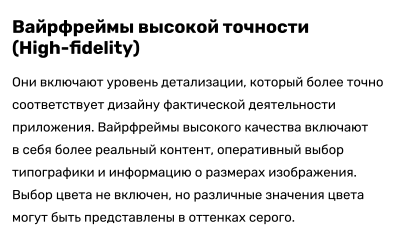 Вайрфреймы высокой точности
(High-fidelity)
Они включают уровень детализации, который более точно
соответствует дизайну фактической деятельности
приложения. Вайрфреймы высокого качества включают
в себя более реальный контент, оперативный выбор
типографики и информацию о размерах изображения.
Выбор цвета не включен, но различные значения цвета
могут быть представлены в оттенках серого.